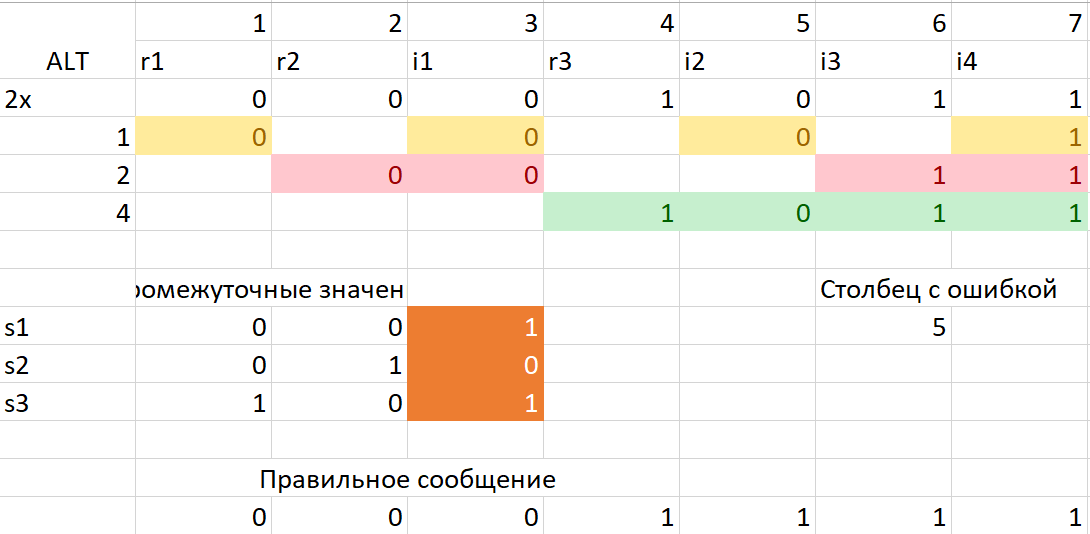 1 2 3 4 5 6 7
ALT r1 r2 i1 r3 i2 i3 i4
2x 0 0 0 1 0 1 1
1 0 0 0 1
2 0 0 1 1
4 1 0 1 1
ромежуточные значен Столбец с ошибкой
s1 0 0 1 5
s2 0 1 0
s3 1 0 1
Правильное сообщение
0 0 0 1 1 1 1